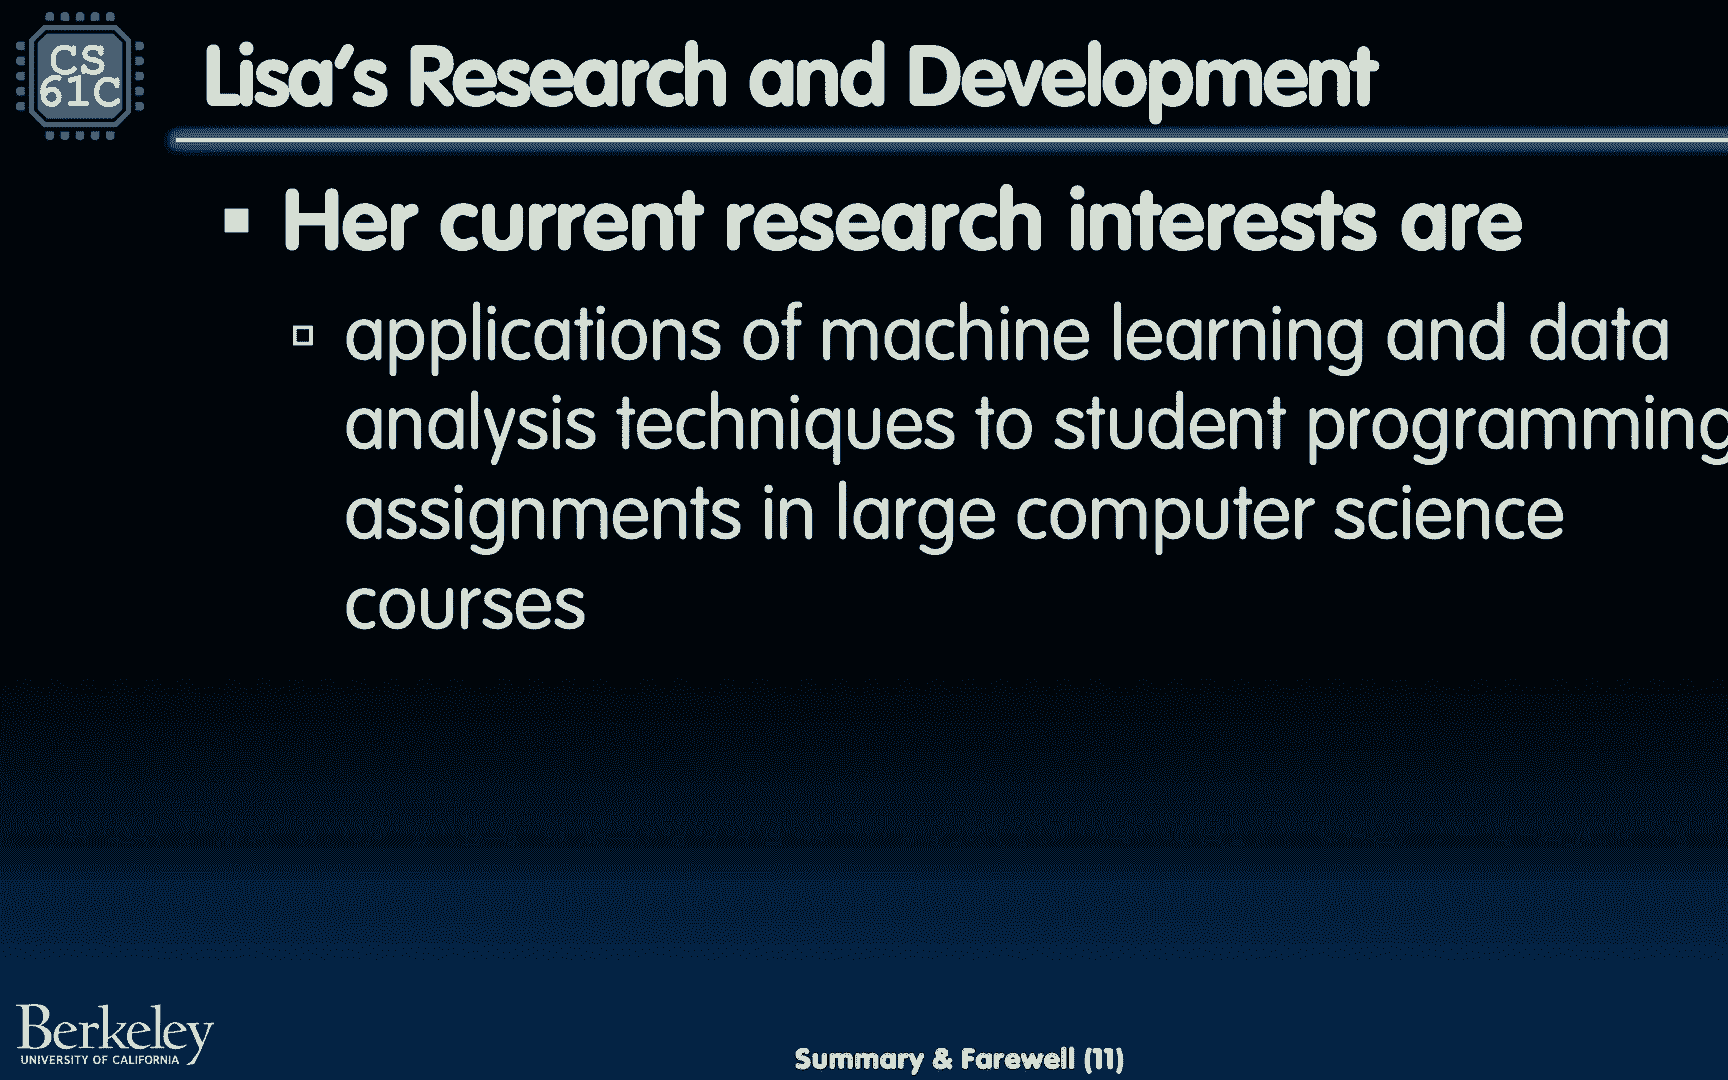 CS
61C
Lisa's Research and Development
Her current research interests are
applications of machine learning and data
analysis techniques to student programming
assignments in large computer science
courses
Berkeley
UNIVERSITY OF CALIFORNIA
Summary & Farewell (11)